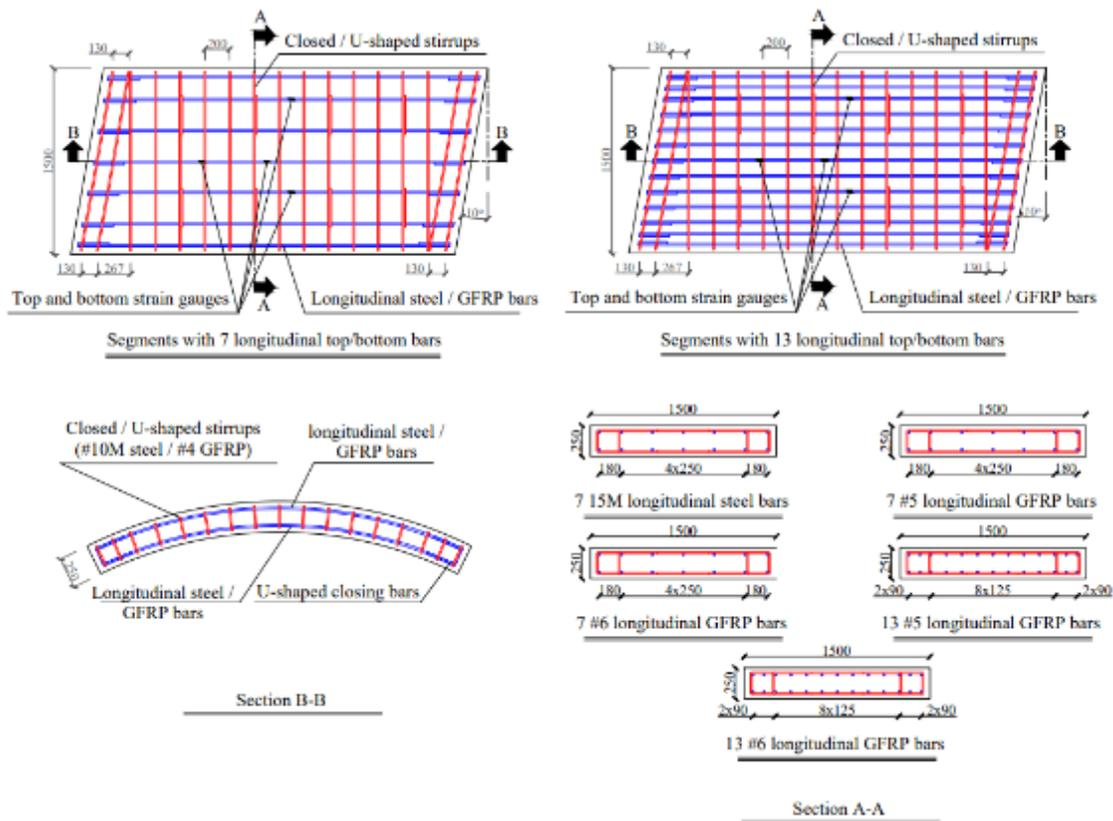 A
200
130
Closed / U-shaped stirrups
B
B
1500
10°
130
267
130
Top and bottom strain gauges
A
Longitudinal steel / GFRP bars
Segments with 7 longitudinal top/bottom bars
A
200
130
Closed / U-shaped stirrups
B
B
1500
10°
130
267
130
Top and bottom strain gauges
A
Longitudinal steel / GFRP bars
Segments with 13 longitudinal top/bottom bars
Closed / U-shaped stirrups
(#10M steel / #4 GFRP)
longitudinal steel /
GFRP bars
250
Longitudinal steel /
GFRP bars
U-shaped closing bars
Section B-B
1500
250
180
4x250
180
7 15M longitudinal steel bars
1500
250
180
4x250
180
7 #5 longitudinal GFRP bars
1500
250
180
4x250
180
7 #6 longitudinal GFRP bars
1500
250
2x90
8x125
2x90
13 #5 longitudinal GFRP bars
1500
250
2x90
8x125
2x90
13 #6 longitudinal GFRP bars
Section A-A